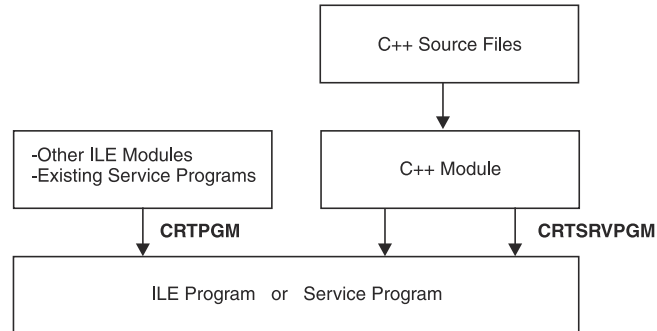 C++ Source Files
-Other ILE Modules
-Existing Service Programs
C++ Module
CRTPGM
CRTSRVPGM
ILE Program or Service Program